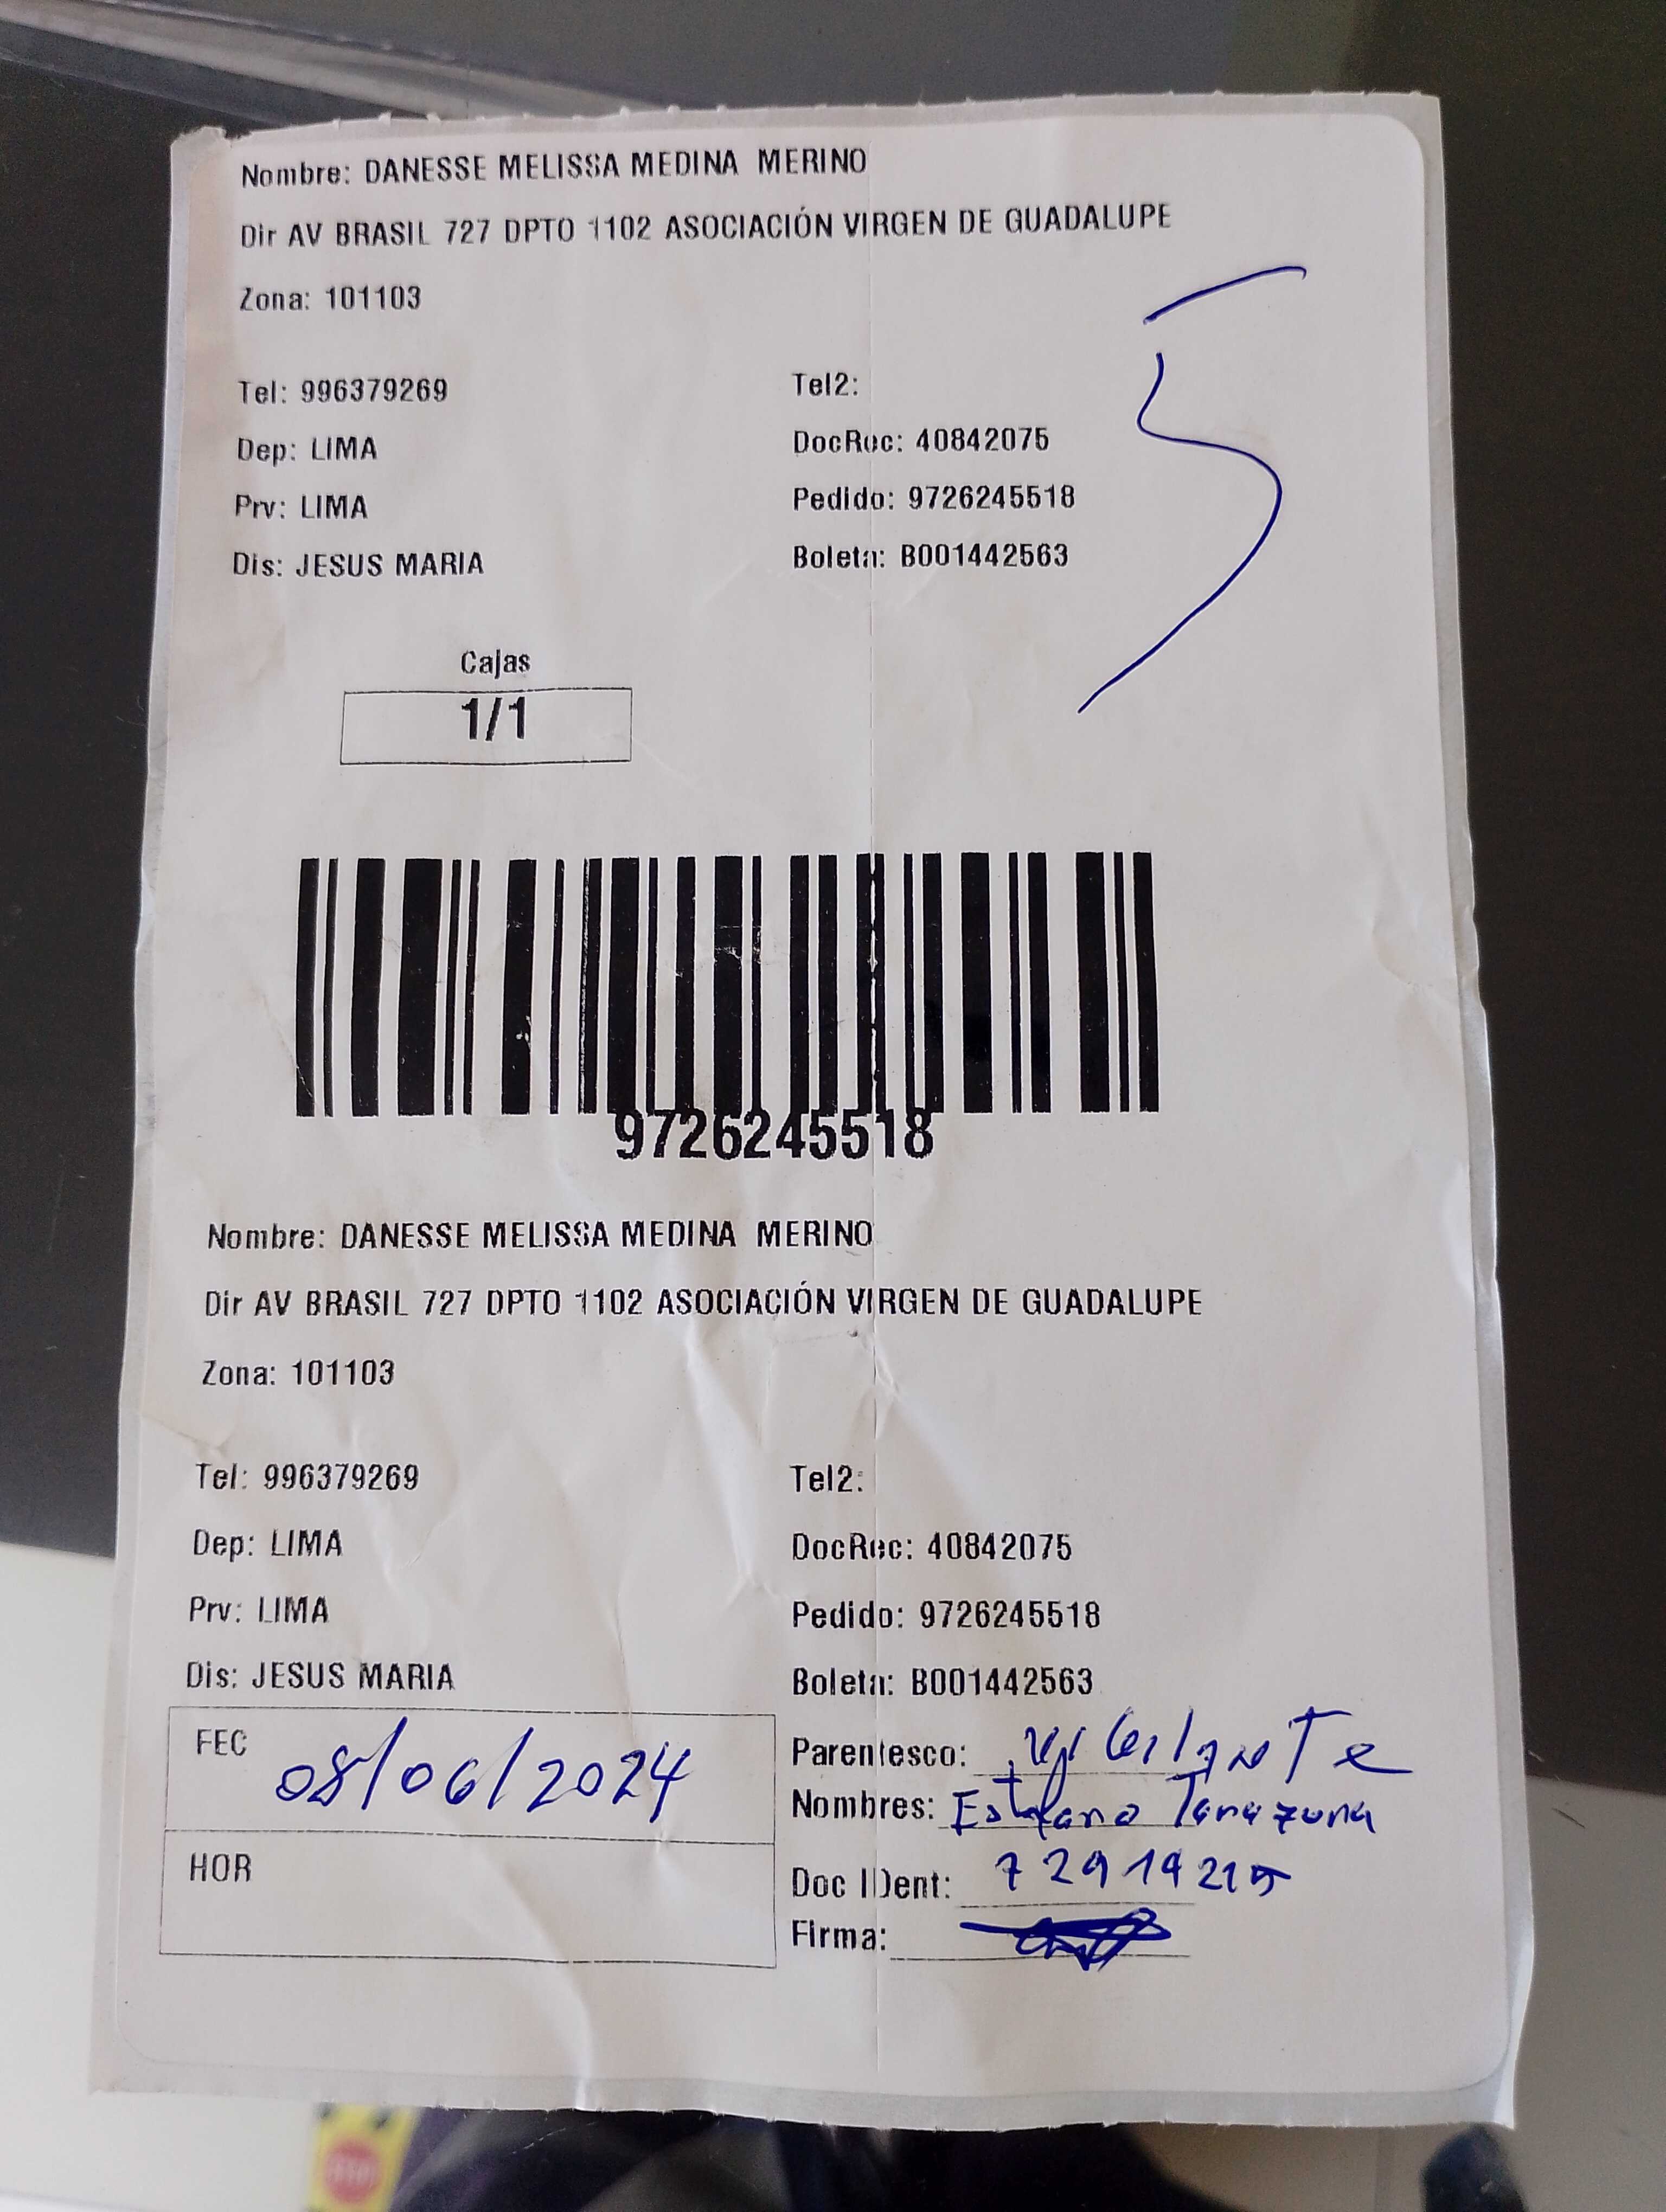 Nombre: DANESSE MELISSA MEDINA MERINO
Dir AV BRASIL 727 DPTO 1102 ASOCIACIÓN VIRGEN DE GUADALUPE
Zona: 101103
5
Tel: 996379269 Tel2:
Dep: LIMA DocRec: 40842075
Prv: LIMA Pedido: 9726245518
Dis: JESUS MARIA Boleta: B001442563
Cajas
1/1
9726245518
Nombre: DANESSE MELISSA MEDINA MERINO
Dir AV BRASIL 727 DPTO 1102 ASOCIACIÓN VIRGEN DE GUADALUPE
Zona: 101103
Tel: 996379269 Tel2:
Dep: LIMA DocRec: 40842075
Prv: LIMA Pedido: 9726245518
Dis: JESUS MARIA Boleta: B001442563
FEC 08/06/2024 Parentesco: Vigilante
Nombres: Estefano Tarazona
HOR Doc IDent: 72914215
Firma: